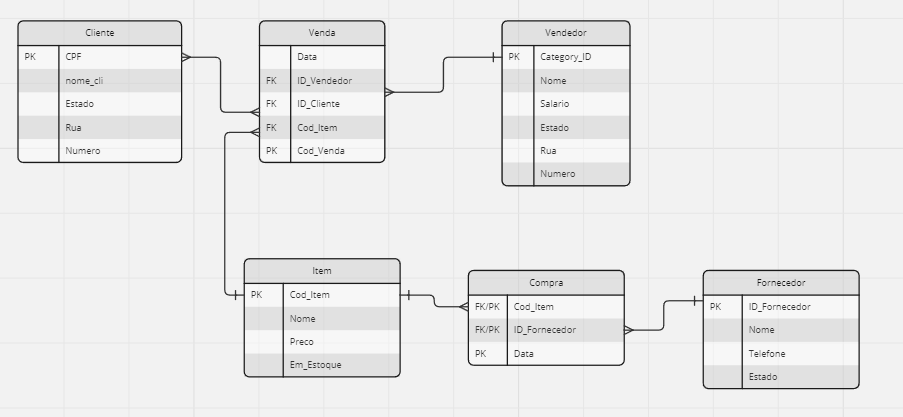 Cliente
PK CPF
nome_cli
Estado
Rua
Numero
Venda
Data
FK ID_Vendedor
FK ID_Cliente
FK Cod_Item
PK Cod_Venda
Vendedor
PK Category_ID
Nome
Salario
Estado
Rua
Numero
Item
PK Cod_Item
Nome
Preco
Em_Estoque
Compra
FK/PK Cod_Item
FK/PK ID_Fornecedor
PK Data
Fornecedor
PK ID_Fornecedor
Nome
Telefone
Estado